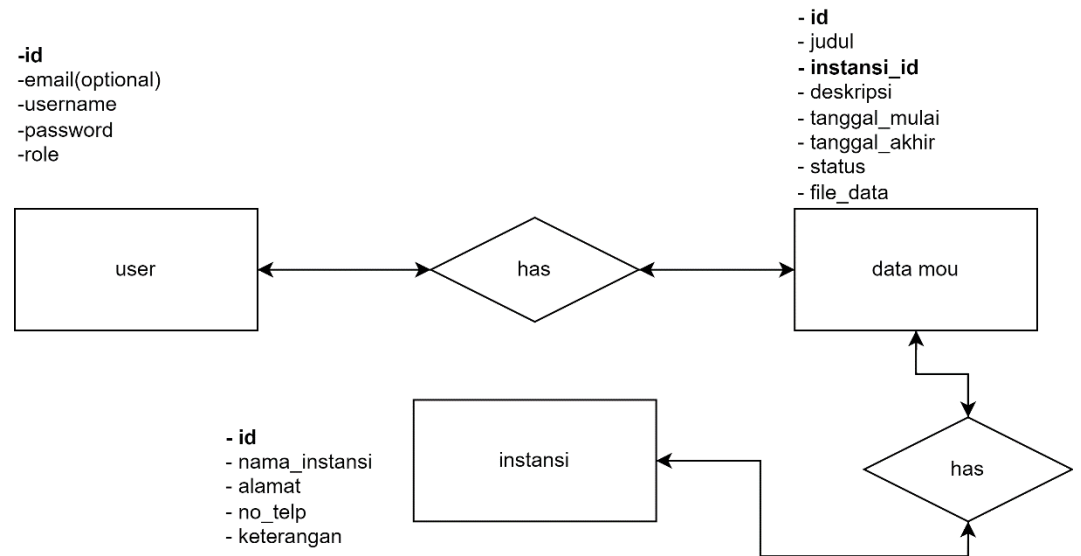 -id
-email(optional)
-username
-password
-role
user
has
- id
- judul
- instansi_id
- deskripsi
- tanggal_mulai
- tanggal_akhir
- status
- file_data
data mou
- id
- nama_instansi
- alamat
- no_telp
- keterangan
instansi
has